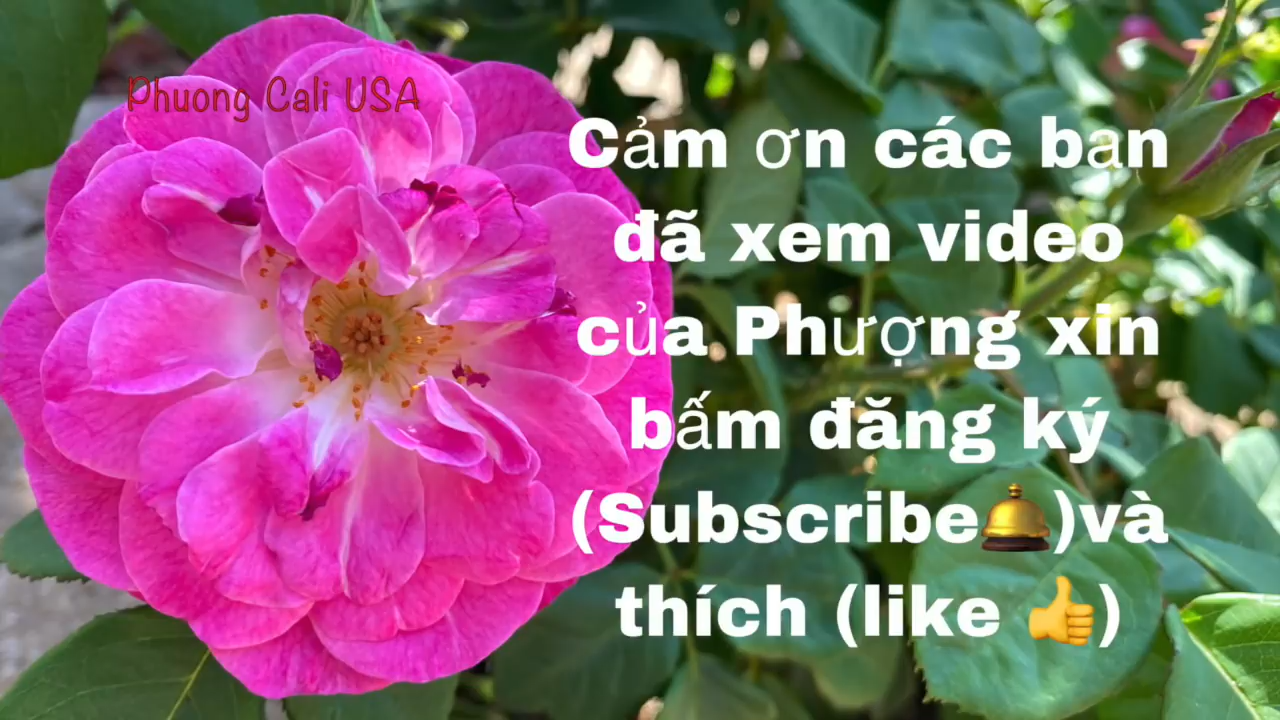 Phuong Cali USA
Cảm ơn các bạn
đã xem video
của Phượng xin
bấm đăng ký
(Subscribe🛎️)và
thích (like 👍)